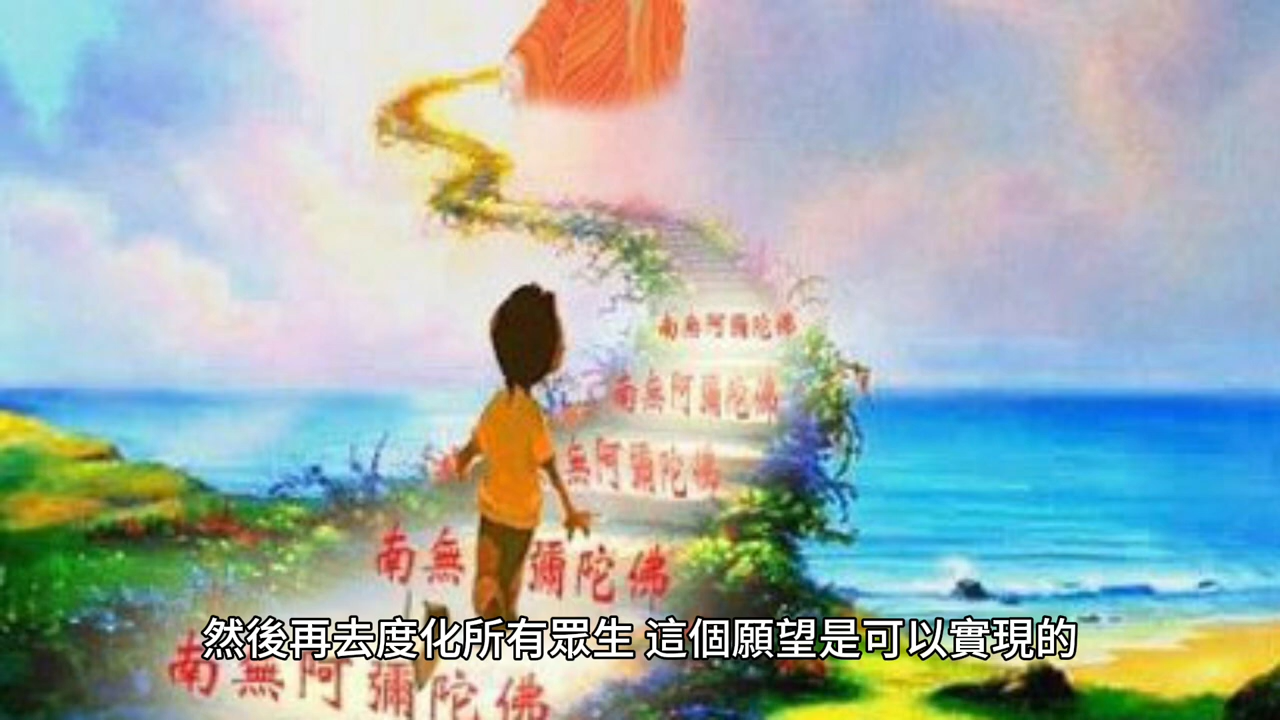 南無阿彌陀佛
南無阿彌陀佛
無阿彌陀佛
南無彌陀佛
然後再去度化所有眾生 這個願望是可以實現的
南無阿彌陀佛